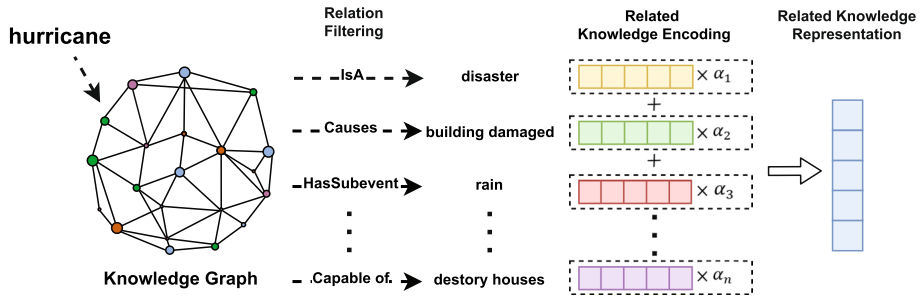 hurricane
Knowledge Graph
Relation
Filtering
IsA
Causes
HasSubevent
Capable of
disaster
building damaged
rain
destory houses
Related
Knowledge Encoding
× α1
+
× α2
+
× α3
× αn
Related Knowledge
Representation